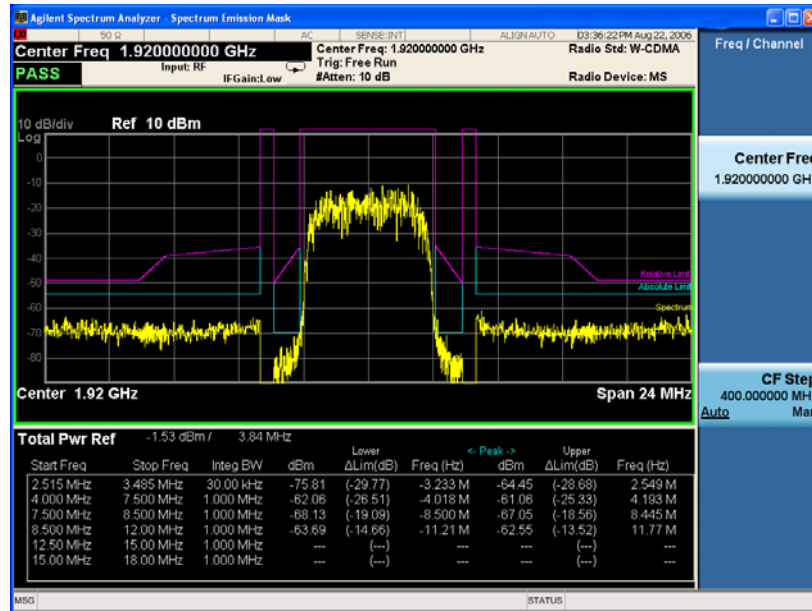 Agilent Spectrum Analyzer - Spectrum Emission Mask
50 Ω AC SENSE:INT ALIGN AUTO 03:36:22 PM Aug 22, 2006
Center Freq 1.920000000 GHz
Center Freq: 1.920000000 GHz
Radio Std: W-CDMA
Trig: Free Run
PASS
Input: RF
IFGain:Low
#Atten: 10 dB
Radio Device: MS
Freq / Channel
10 dB/div
Ref 10 dBm
Log
0
-10
-20
-30
-40
-50
-60
-70
-80
Relative Limit
Absolute Limit
Spectrum
Center 1.92 GHz
Span 24 MHz
Center Freq
1.920000000 GH
CF Step
400.000000 MH
Auto Ma
Total Pwr Ref -1.53 dBm / 3.84 MHz
Lower <- Peak -> Upper
Start Freq Stop Freq Integ BW dBm ΔLim(dB) Freq (Hz) dBm ΔLim(dB) Freq (Hz)
2.515 MHz 3.485 MHz 30.00 kHz -75.81 (-29.77) -3.233 M -64.45 (-28.68) 2.549 M
4.000 MHz 7.500 MHz 1.000 MHz -62.06 (-26.51) -4.018 M -61.06 (-25.33) 4.193 M
7.500 MHz 8.500 MHz 1.000 MHz -68.13 (-19.09) -8.500 M -67.05 (-18.56) 8.445 M
8.500 MHz 12.00 MHz 1.000 MHz -63.69 (-14.66) -11.21 M -62.55 (-13.52) 11.77 M
12.50 MHz 15.00 MHz 1.000 MHz --- (---) --- --- (---) ---
15.00 MHz 18.00 MHz 1.000 MHz --- (---) --- --- (---) ---
MSG
STATUS